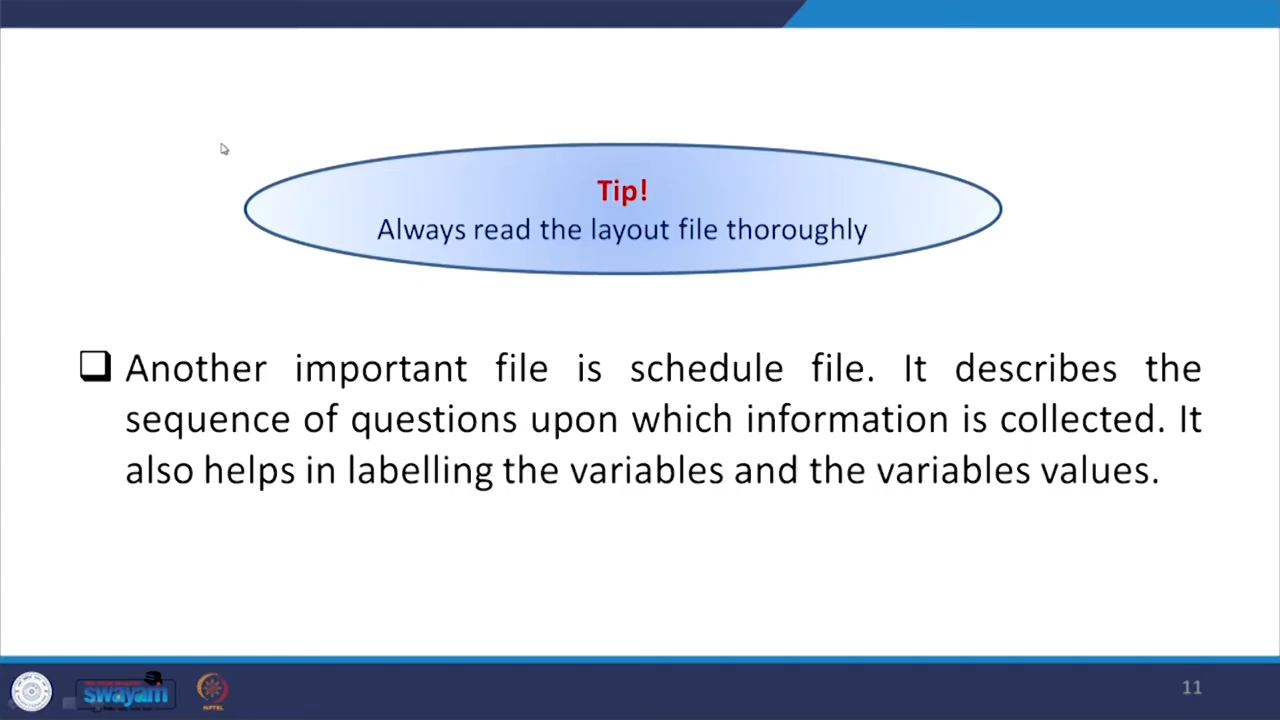 Tip!
Always read the layout file thoroughly
Another important file is schedule file. It describes the
sequence of questions upon which information is collected. It
also helps in labelling the variables and the variables values.
swayam
NPTEL
11